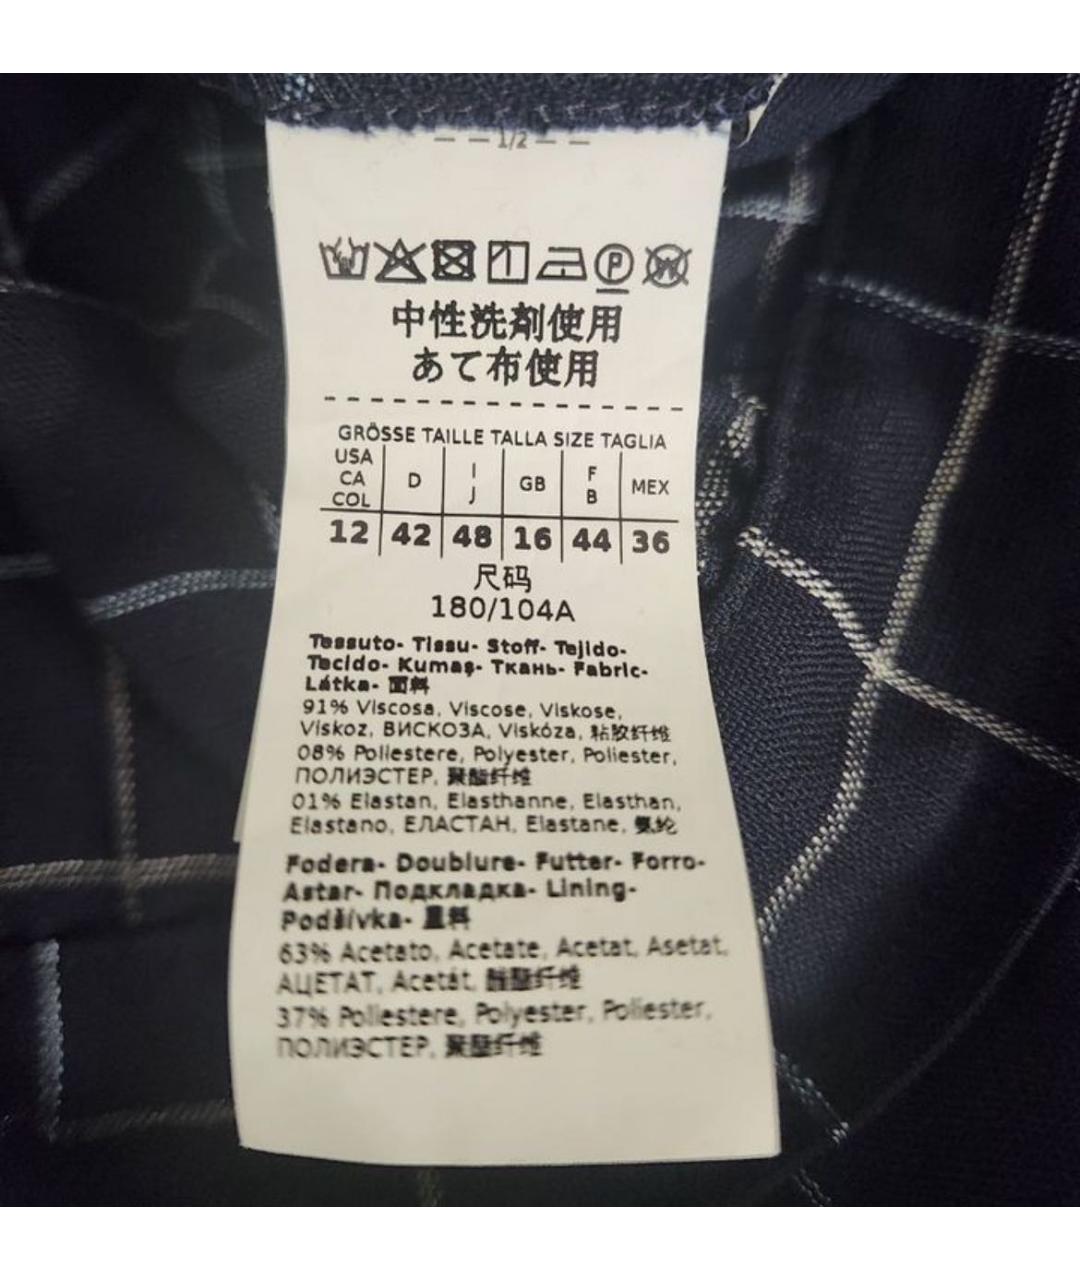 1/2
P W
中性洗剤使用
あて布使用
GRÖSSE TAILLE TALLA SIZE TAGLIA
USA CA COL D I J GB F B MEX
12 42 48 16 44 36
尺码
180/104A
Tessuto- Tissu- Stoff- Tejido-
Tecido- Kumaş- Ткань- Fabric-
Látka- 面料
91% Viscosa, Viscose, Viskose,
Viskoz, ВИСКОЗА, Viskóza, 粘胶纤维
08% Poliestere, Polyester, Poliester,
ПОЛИЭСТЕР, 聚酯纤维
01% Elastan, Elasthanne, Elasthan,
Elastano, ЕЛАСТАН, Elastane, 氨纶
Fodera- Doublure- Futter- Forro-
Astar- Подкладка- Lining-
Podšívka- 里料
63% Acetato, Acetate, Acetat, Asetat,
АЦЕТАТ, Acetát, 醋酯纤维
37% Poliestere, Polyester, Poliester,
ПОЛИЭСТЕР, 聚酯纤维